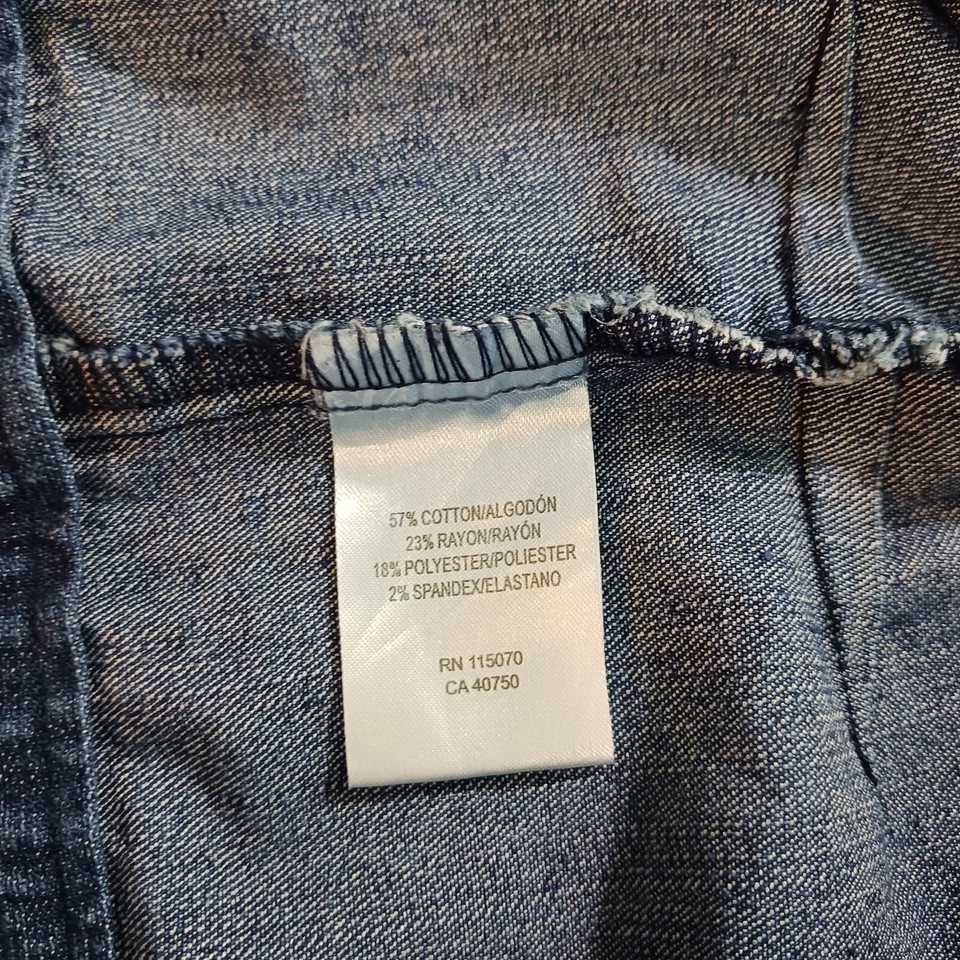 57% COTTON/ALGODÓN
23% RAYON/RAYÓN
18% POLYESTER/POLIESTER
2% SPANDEX/ELASTANO
RN 115070
CA 40750